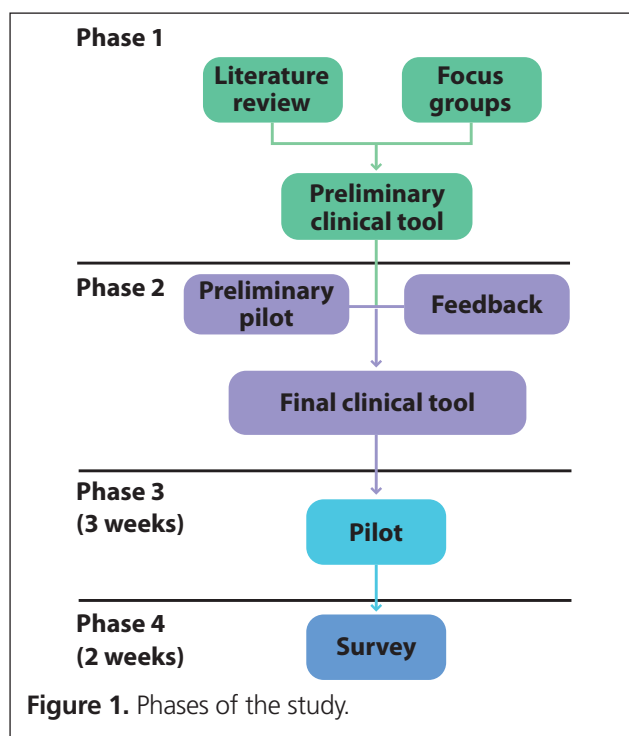 Phase 1
Literature
review
Focus
groups
Preliminary
clinical tool
Phase 2
Preliminary
pilot
Feedback
Final clinical tool
Phase 3
(3 weeks)
Pilot
Phase 4
(2 weeks)
Survey
Figure 1. Phases of the study.